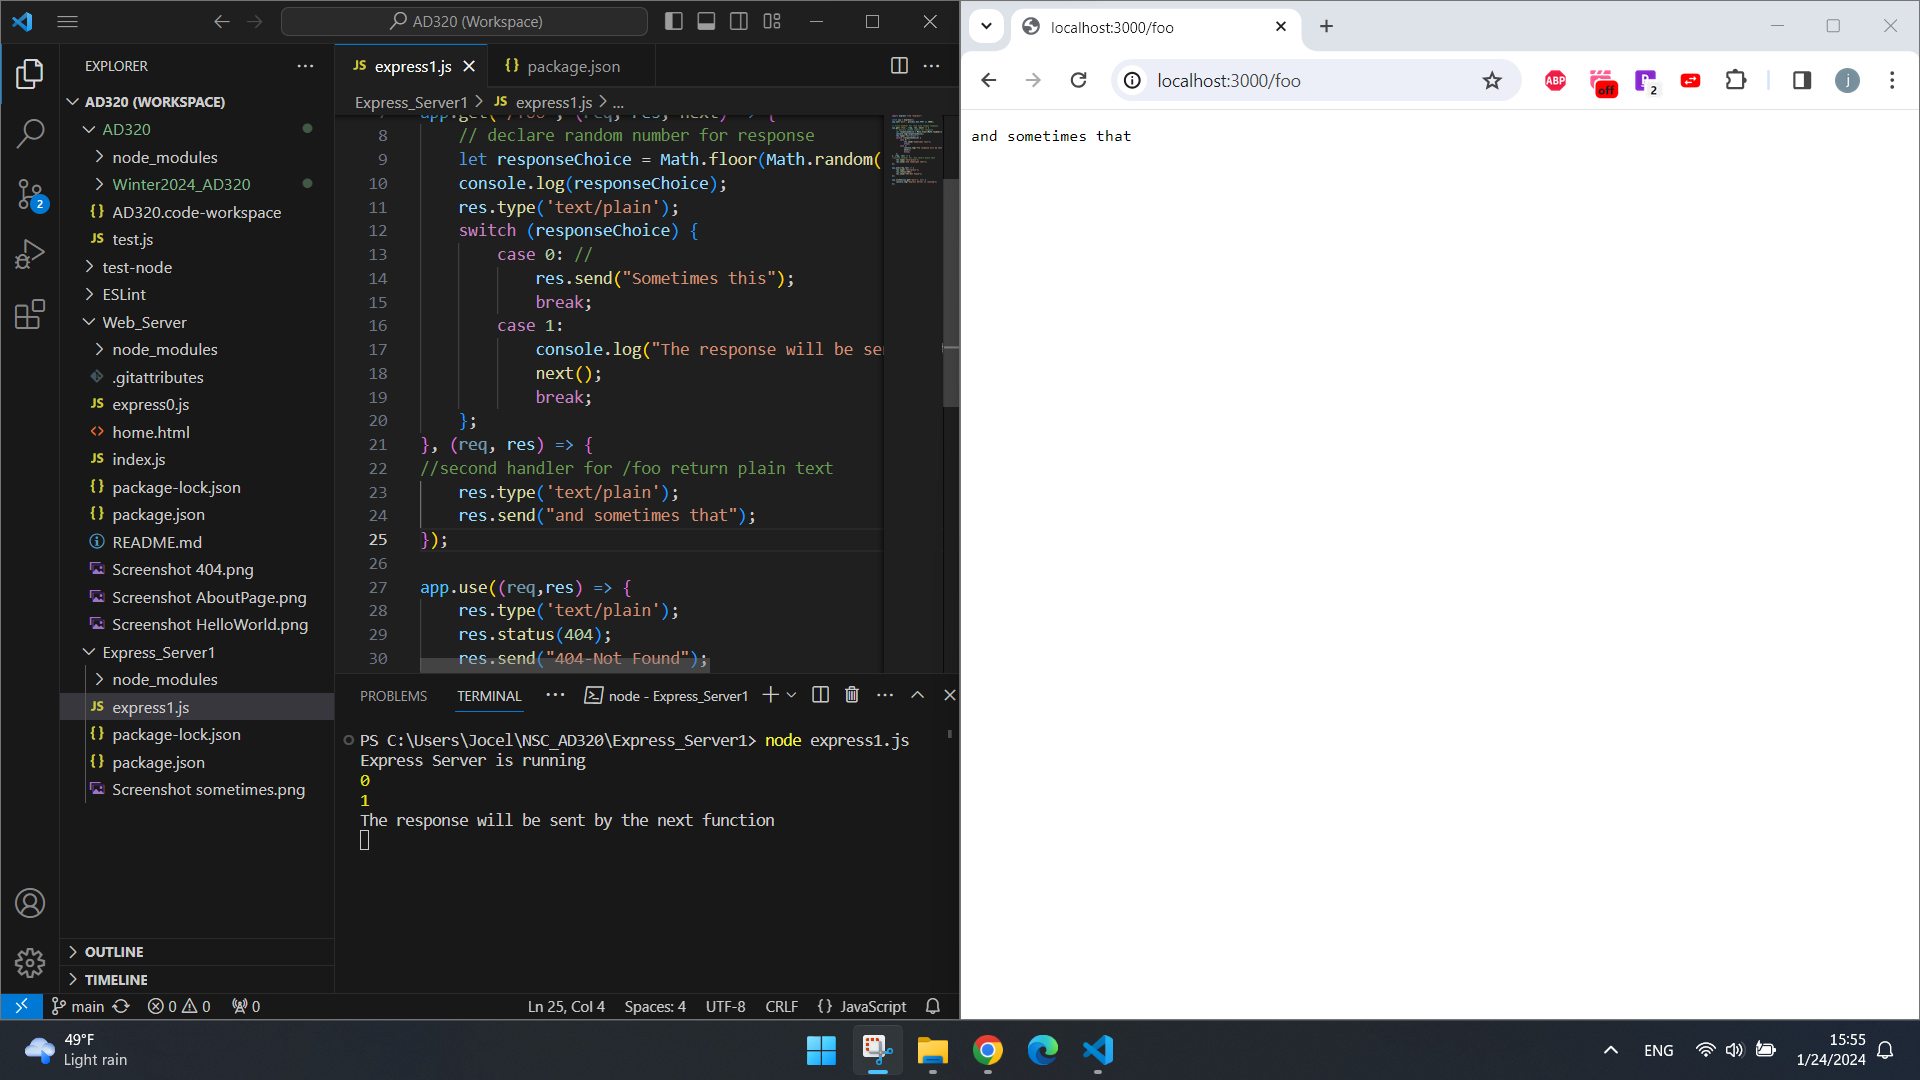 AD320 (Workspace)
EXPLORER
AD320 (WORKSPACE)
AD320
node_modules
Winter2024_AD320
AD320.code-workspace
JS test.js
test-node
ESLint
Web_Server
node_modules
.gitattributes
JS express0.js
<> home.html
JS index.js
{} package-lock.json
{} package.json
README.md
Screenshot 404.png
Screenshot AboutPage.png
Screenshot HelloWorld.png
Express_Server1
node_modules
JS express1.js
{} package-lock.json
{} package.json
Screenshot sometimes.png
OUTLINE
TIMELINE
2
JS express1.js
{} package.json
Express_Server1 > JS express1.js > ...
8 // declare random number for response
9 let responseChoice = Math.floor(Math.random(
10 console.log(responseChoice);
11 res.type('text/plain');
12 switch (responseChoice) {
13 case 0: //
14 res.send("Sometimes this");
15 break;
16 case 1:
17 console.log("The response will be se
18 next();
19 break;
20 };
21 }, (req, res) => {
22 //second handler for /foo return plain text
23 res.type('text/plain');
24 res.send("and sometimes that");
25 });
26
27 app.use((req,res) => {
28 res.type('text/plain');
29 res.status(404);
30 res.send("404-Not Found");
PROBLEMS
TERMINAL
node - Express_Server1
PS C:\Users\Jocel\NSC_AD320\Express_Server1> node express1.js
Express Server is running
0
1
The response will be sent by the next function
main
0
0
0
Ln 25, Col 4
Spaces: 4
UTF-8
CRLF
{} JavaScript
localhost:3000/foo
localhost:3000/foo
ABP
off
2
j
and sometimes that
49°F
Light rain
ENG
15:55
1/24/2024